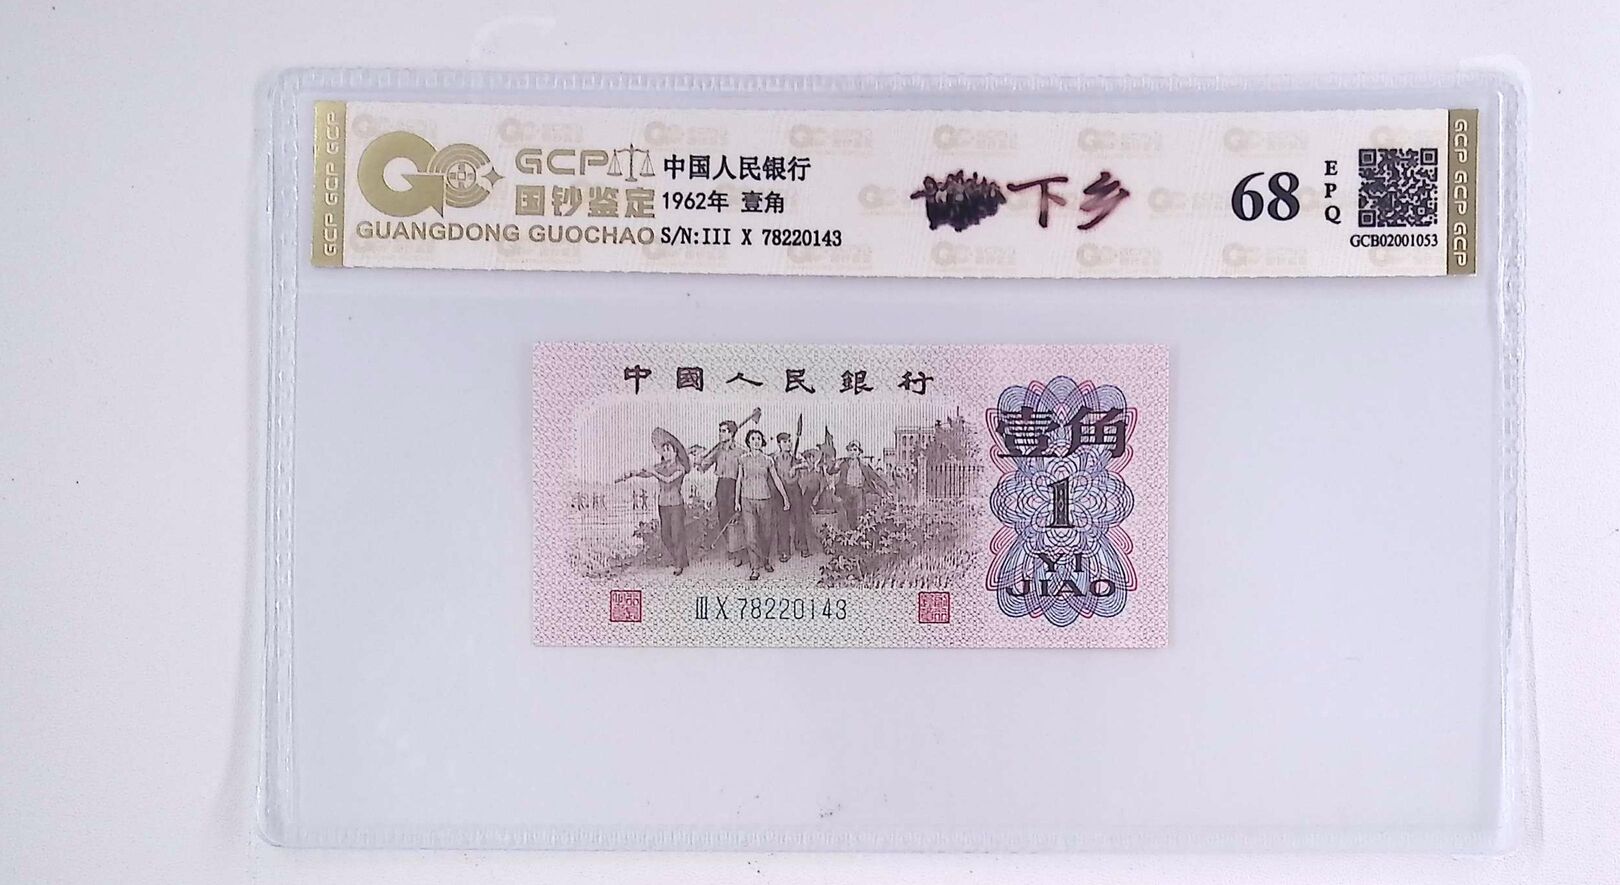 GCP GCP GCP
GCP
国钞鉴定
GUANGDONG GUOCHAO
中国人民银行
1962年 壹角
S/N:III X 78220143
下乡
68
EPQ
GCB02001053
GCP GCP GCP
中國人民銀行
壹角
1
YI
JIAO
III X 78220143